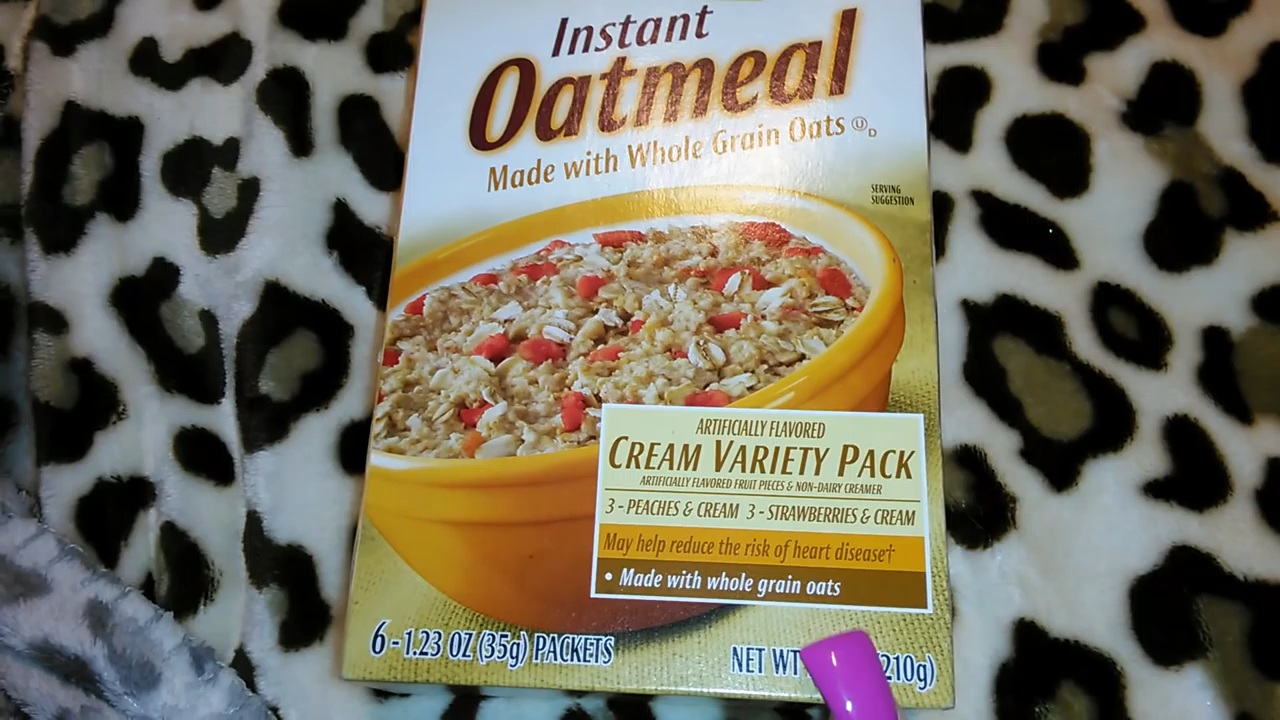 Instant
Oatmeal
Made with Whole Grain Oats Ⓤ D
SERVING
SUGGESTION
ARTIFICIALLY FLAVORED
CREAM VARIETY PACK
ARTIFICIALLY FLAVORED FRUIT PIECES & NON-DAIRY CREAMER
3 - PEACHES & CREAM 3 - STRAWBERRIES & CREAM
May help reduce the risk of heart disease†
• Made with whole grain oats
6 - 1.23 OZ (35g) PACKETS
NET WT 210g)